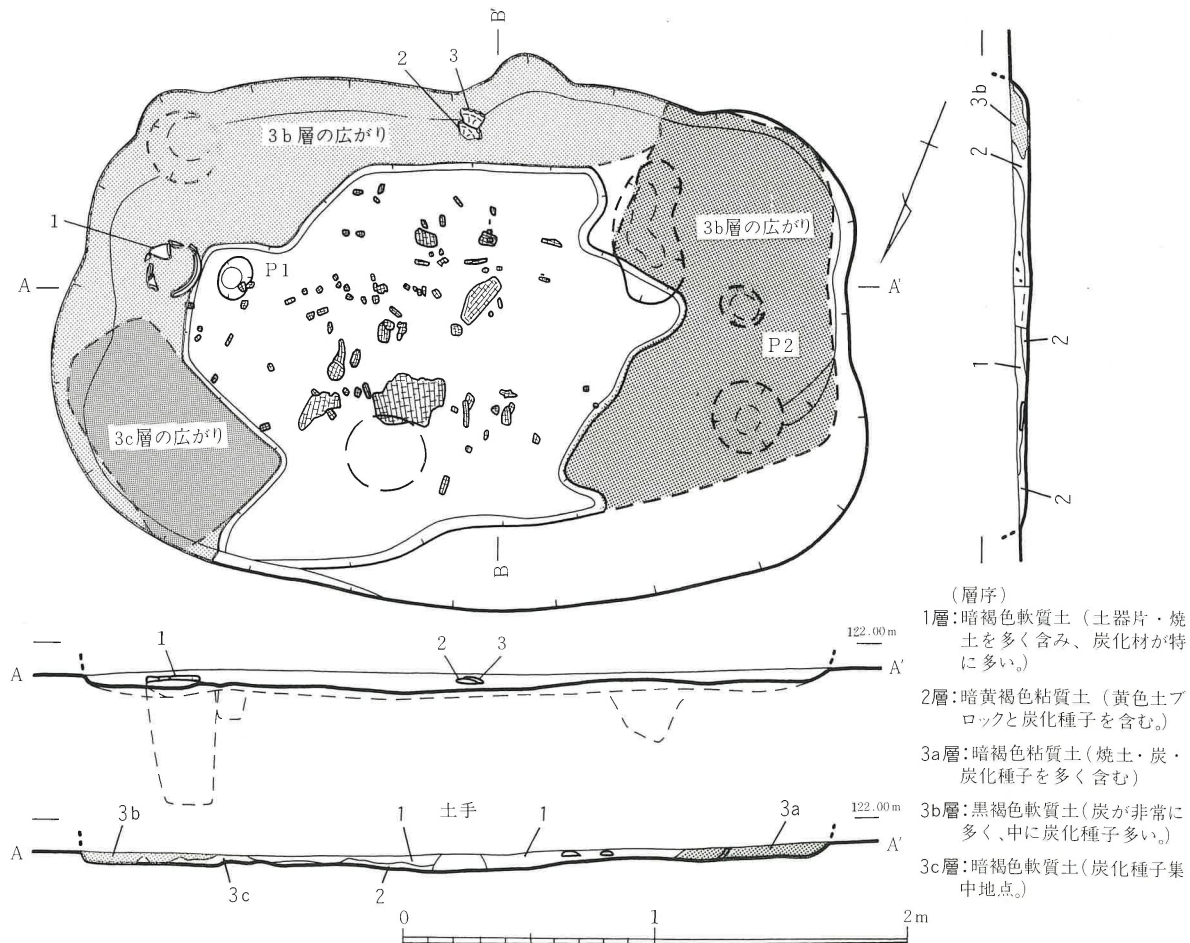 B′
2
3
3b層の広がり
1
P1
3b層の広がり
A
A′
P2
3c層の広がり
B
3b
2
2
1
2
(層序)
1層:暗褐色軟質土(土器片・焼
土を多く含み、炭化材が特
に多い。)
2層:暗黄褐色粘質土(黄色土ブ
ロックと炭化種子を含む。)
3a層:暗褐色粘質土(焼土・炭・
炭化種子を多く含む)
3b層:黒褐色軟質土(炭が非常に
多く、中に炭化種子多い。)
3c層:暗褐色軟質土(炭化種子集
中地点。)
1
2
3
122.00m
A
A′
3b
1
土手
1
3a
122.00m
A
A′
3c
2
0
1
2m